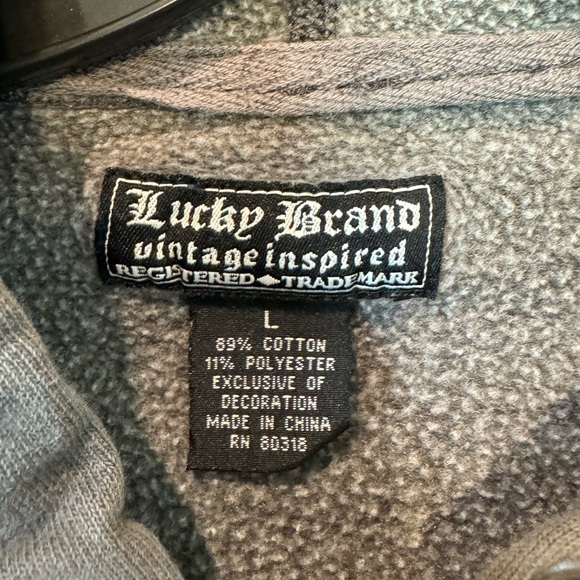 Lucky Brand
vintage inspired
REGISTERED TRADEMARK
L
89% COTTON
11% POLYESTER
EXCLUSIVE OF
DECORATION
MADE IN CHINA
RN 80318